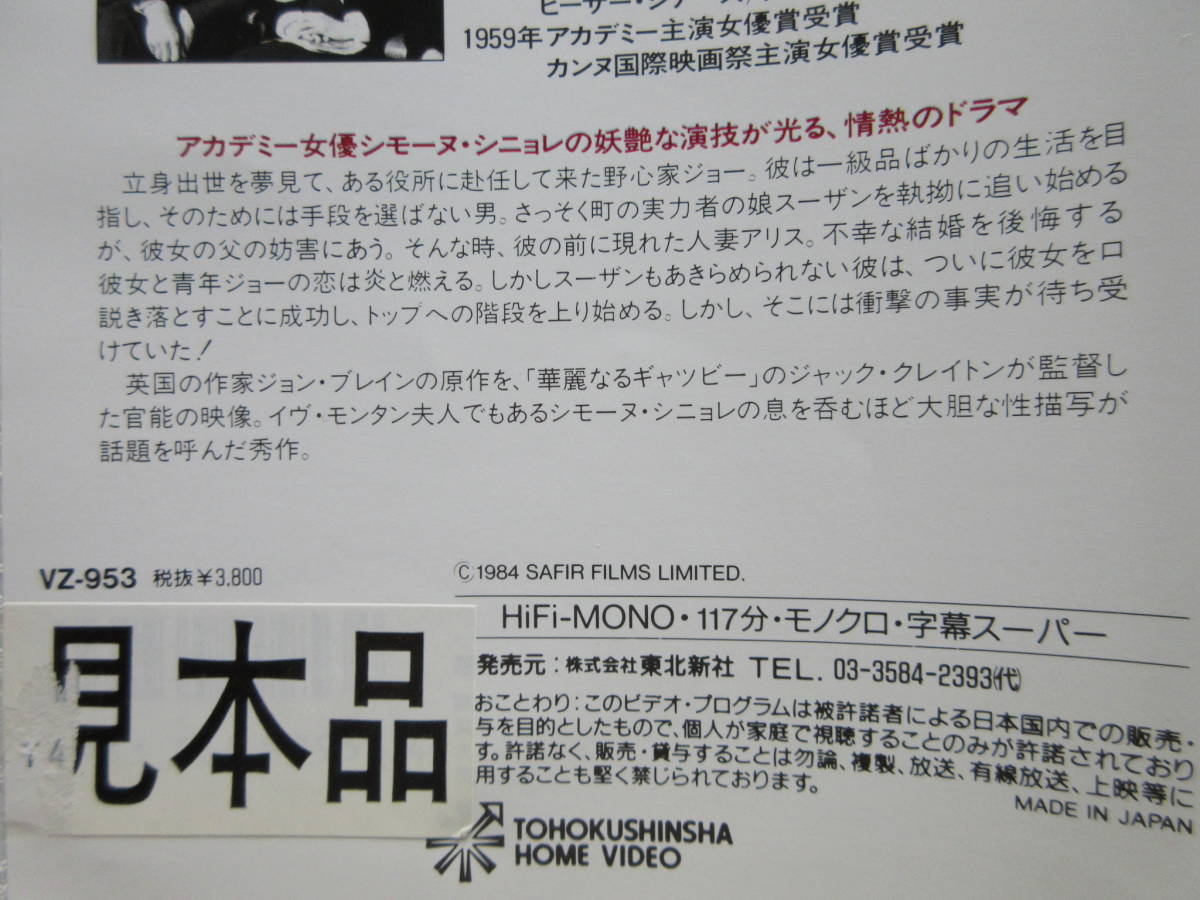 1959年アカデミー主演女優賞受賞
カンヌ国際映画祭主演女優賞受賞
アカデミー女優シモーヌ・シニョレの妖艶な演技が光る、情熱のドラマ
立身出世を夢見て、ある役所に赴任して来た野心家ジョー。彼は一級品ばかりの生活を目
指し、そのためには手段を選ばない男。さっそく町の実力者の娘スーザンを執拗に追い始める
が、彼女の父の妨害にあう。そんな時、彼の前に現れた人妻アリス。不幸な結婚を後悔する
彼女と青年ジョーの恋は炎と燃える。しかしスーザンもあきらめられない彼は、ついに彼女を口
説き落とすことに成功し、トップへの階段を上り始める。しかし、そこには衝撃の事実が待ち受
けていた!
英国の作家ジョン・ブレインの原作を、「華麗なるギャツビー」のジャック・クレイトンが監督し
た官能の映像。イヴ・モンタン夫人でもあるシモーヌ・シニョレの息を呑むほど大胆な性描写が
話題を呼んだ秀作。
VZ-953 税抜¥3,800
©1984 SAFIR FILMS LIMITED.
HiFi-MONO・117分・モノクロ・字幕スーパー
見本品
¥4
発売元:株式会社東北新社 TEL. 03-3584-2393㈹
おことわり:このビデオ・プログラムは被許諾者による日本国内での販売・
与を目的としたもので、個人が家庭で視聴することのみが許諾されており
す。許諾なく、販売・貸与することは勿論、複製、放送、有線放送、上映等に
用することも堅く禁じられております。
MADE IN JAPAN
TOHOKUSHINSHA
HOME VIDEO